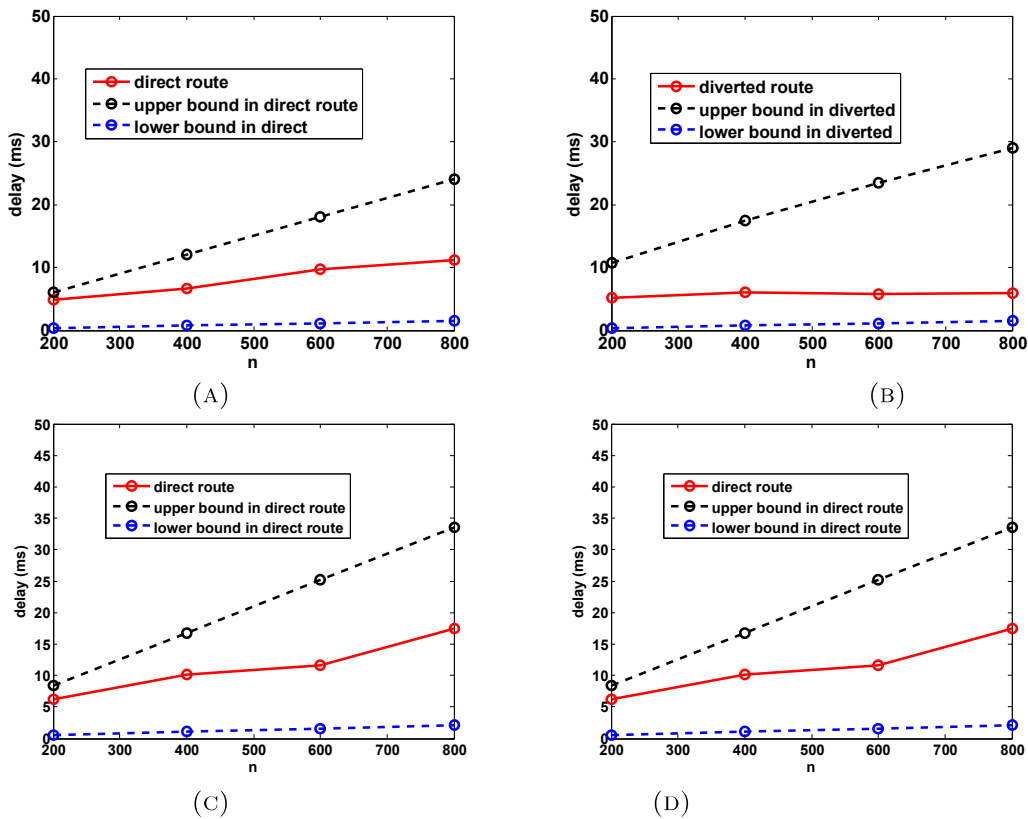 50
40
30
20
10
0
delay (ms)
direct route
upper bound in direct route
lower bound in direct
200 300 400 500 600 700 800
n
(A)
50
40
30
20
10
0
delay (ms)
diverted route
upper bound in diverted
lower bound in diverted
200 300 400 500 600 700 800
n
(B)
50
45
40
35
30
25
20
15
10
5
0
delay (ms)
direct route
upper bound in direct route
lower bound in direct route
200 300 400 500 600 700 800
n
(C)
50
45
40
35
30
25
20
15
10
5
0
delay (ms)
direct route
upper bound in direct route
lower bound in direct route
200 300 400 500 600 700 800
n
(D)